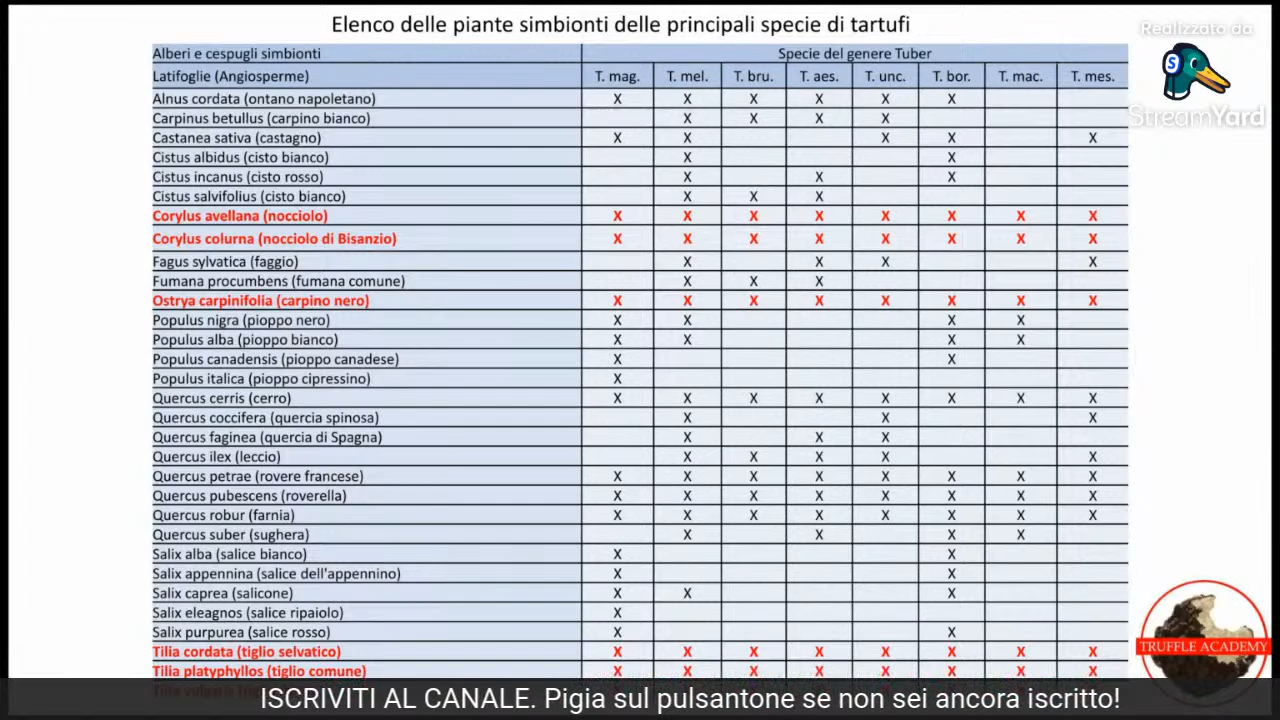 Elenco delle piante simbionti delle principali specie di tartufi
Realizzato da
StreamYard
Alberi e cespugli simbionti Specie del genere Tuber
Latifoglie (Angiosperme) T. mag. T. mel. T. bru. T. aes. T. unc. T. bor. T. mac. T. mes.
Alnus cordata (ontano napoletano) X X X X X X
Carpinus betullus (carpino bianco) X X X X
Castanea sativa (castagno) X X X X X
Cistus albidus (cisto bianco) X X
Cistus incanus (cisto rosso) X X X
Cistus salvifolius (cisto bianco) X X X
Corylus avellana (nocciolo) X X X X X X X X
Corylus colurna (nocciolo di Bisanzio) X X X X X X X X
Fagus sylvatica (faggio) X X X X
Fumana procumbens (fumana comune) X X X
Ostrya carpinifolia (carpino nero) X X X X X X X X
Populus nigra (pioppo nero) X X X X
Populus alba (pioppo bianco) X X X X
Populus canadensis (pioppo canadese) X X
Populus italica (pioppo cipressino) X
Quercus cerris (cerro) X X X X X X X X
Quercus coccifera (quercia spinosa) X X X
Quercus faginea (quercia di Spagna) X X X
Quercus ilex (leccio) X X X X X
Quercus petrae (rovere francese) X X X X X X X X
Quercus pubescens (roverella) X X X X X X X X
Quercus robur (farnia) X X X X X X X X
Quercus suber (sughera) X X X X
Salix alba (salice bianco) X X
Salix appennina (salice dell'appennino) X X
Salix caprea (salicone) X X X
Salix eleagnos (salice ripaiolo) X
Salix purpurea (salice rosso) X X
Tilia cordata (tiglio selvatico) X X X X X X X X
Tilia platyphyllos (tiglio comune) X X X X X X X X
TRUFFLE ACADEMY
ISCRIVITI AL CANALE. Pigia sul pulsantone se non sei ancora iscritto!